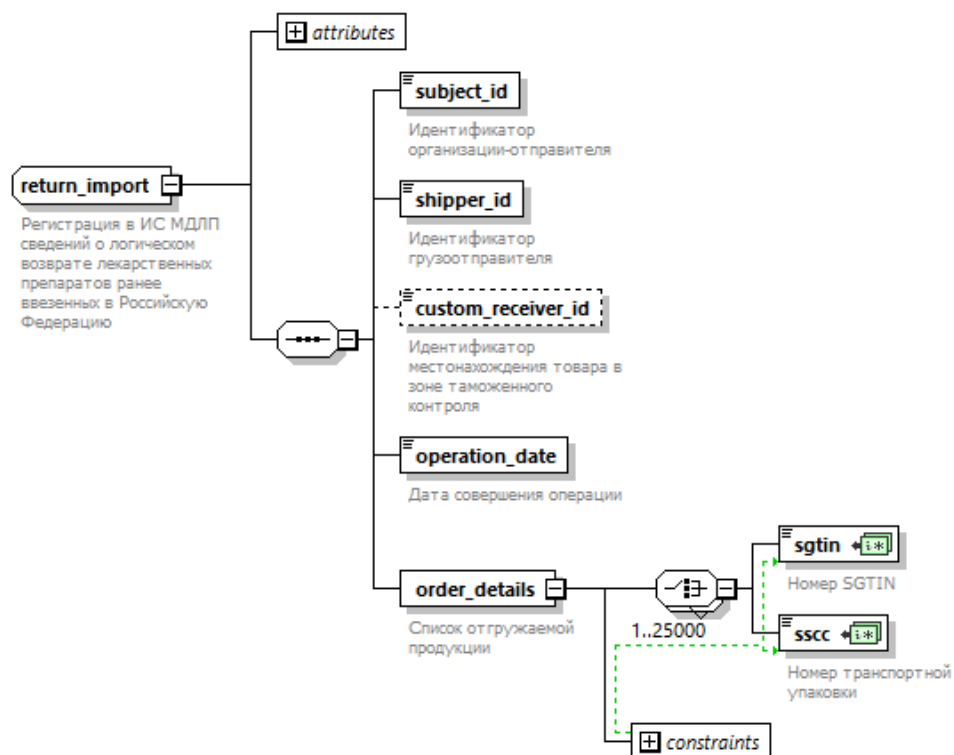 attributes
subject_id
Идентификатор
организации-отправителя
return_import
Регистрация в ИС МДЛП
сведений о логическом
возврате лекарственных
препаратов ранее
ввезенных в Российскую
Федерацию
shipper_id
Идентификатор
грузоотправителя
custom_receiver_id
Идентификатор
местонахождения товара в
зоне таможенного
контроля
operation_date
Дата совершения операции
order_details
Список отгружаемой
продукции
1..25000
sgtin
Номер SGTIN
sscc
Номер транспортной
упаковки
constraints